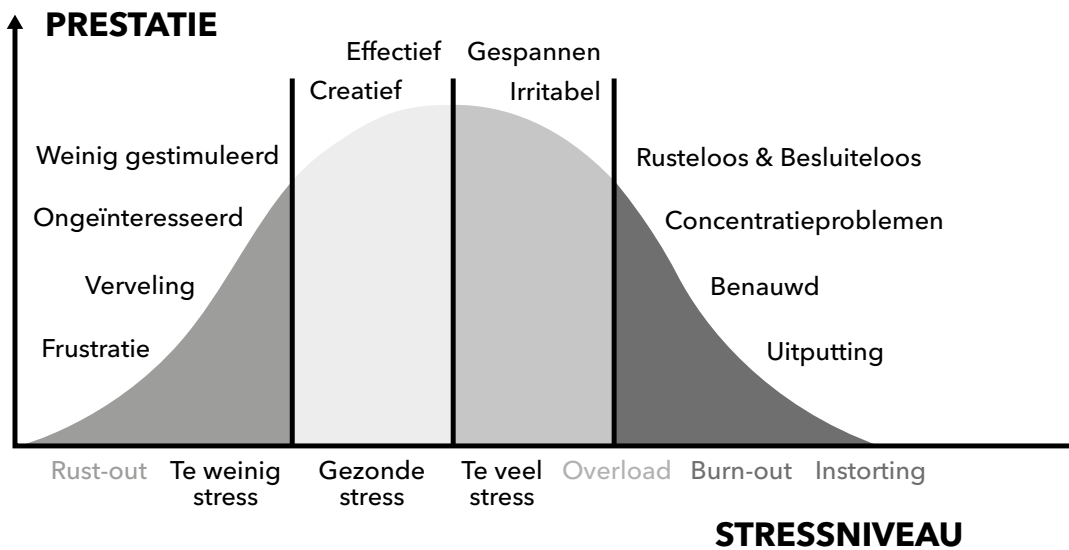 PRESTATIE
Effectief
Gespannen
Creatief
Irritabel
Weinig gestimuleerd
Rusteloos & Besluiteloos
Ongeïnteresseerd
Concentratieproblemen
Verveling
Benauwd
Frustratie
Uitputting
Rust-out
Te weinig
stress
Gezonde
stress
Te veel
stress
Overload
Burn-out
Instorting
STRESSNIVEAU